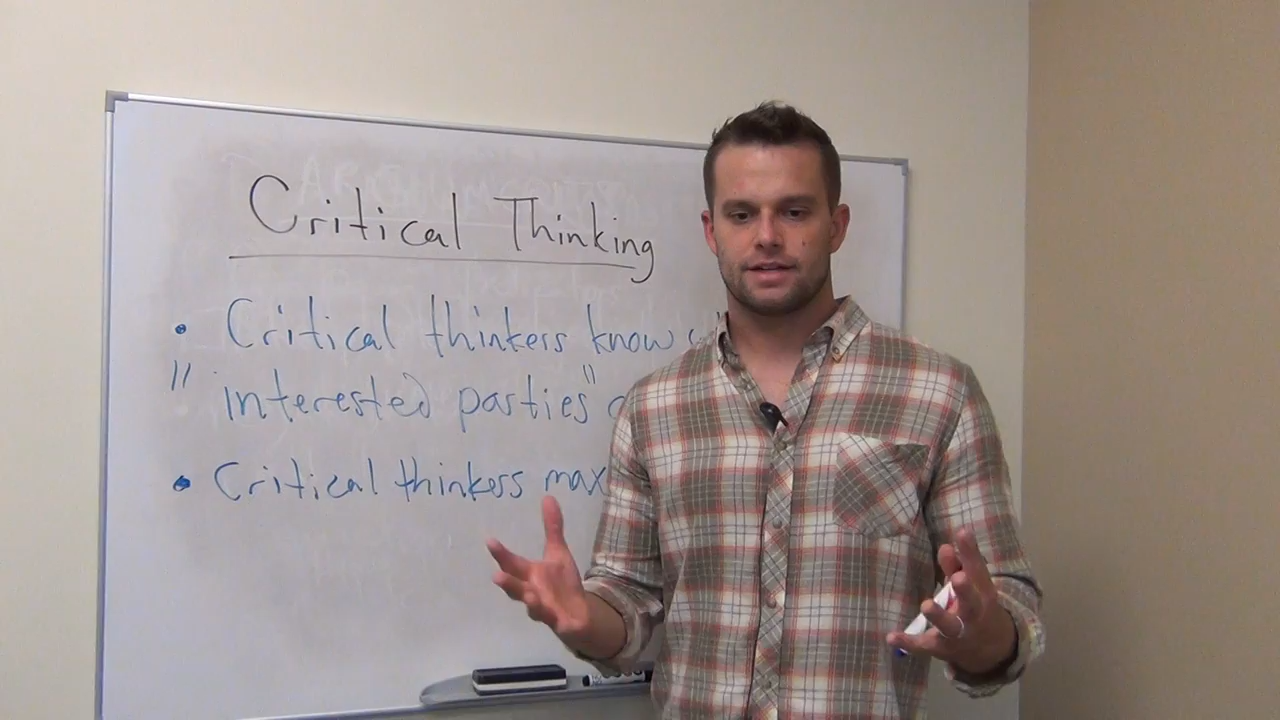 Critical Thinking
• Critical thinkers know
"interested parties"
• Critical thinkers max